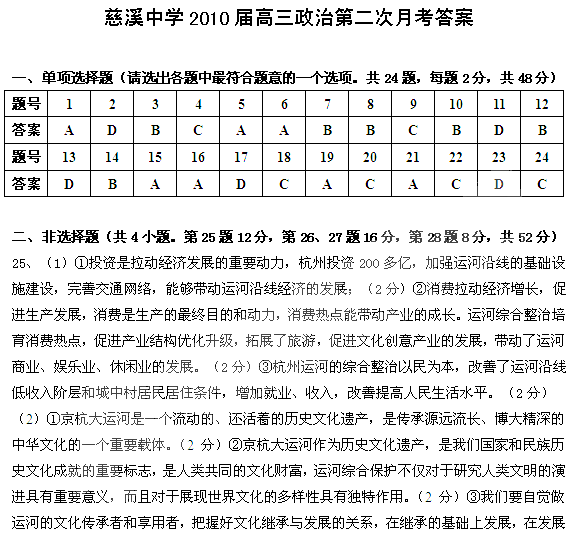 慈溪中学2010届高三政治第二次月考答案
一、单项选择题（请选出各题中最符合题意的一个选项。共24题，每题2分，共48分）
题号 1 2 3 4 5 6 7 8 9 10 11 12
答案 A D B C A A B B C B D B
题号 13 14 15 16 17 18 19 20 21 22 23 24
答案 D B A A D C A C A C D C
二、非选择题（共4小题。第25题12分，第26、27题16分，第28题8分，共52分）
25、（1）①投资是拉动经济发展的重要动力，杭州投资200多亿，加强运河沿线的基础设
施建设，完善交通网络，能够带动运河沿线经济的发展；（2分）②消费拉动经济增长，促
进生产发展，消费是生产的最终目的和动力，消费热点能带动产业的成长。运河综合整治培
育消费热点，促进产业结构优化升级，拓展了旅游，促进文化创意产业的发展，带动了运河
商业、娱乐业、休闲业的发展。（2分）③杭州运河的综合整治以民为本，改善了运河沿线
低收入阶层和城中村居民居住条件，增加就业、收入，改善提高人民生活水平。（2分）
（2）①京杭大运河是一个流动的、还活着的历史文化遗产，是传承源远流长、博大精深的
中华文化的一个重要载体。（2分）②京杭大运河作为历史文化遗产，是我们国家和民族历
史文化成就的重要标志，是人类共同的文化财富，运河综合保护不仅对于研究人类文明的演
进具有重要意义，而且对于展现世界文化的多样性具有独特作用。（2分）③我们要自觉做
运河的文化传承者和享用者，把握好文化继承与发展的关系，在继承的基础上发展，在发展